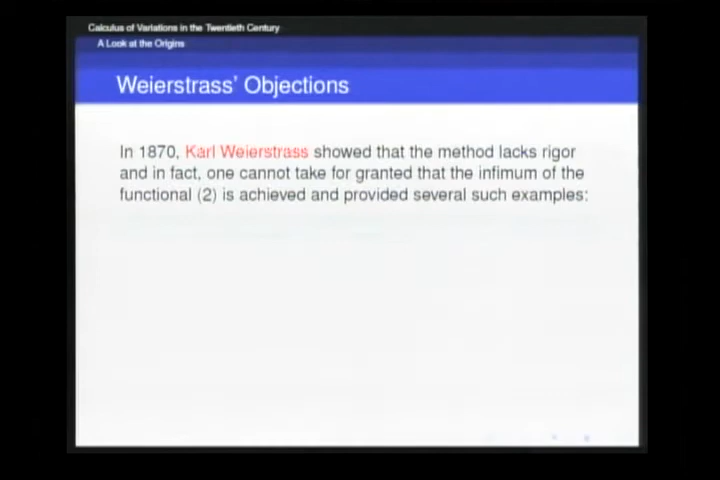 Calculus of Variations in the Twentieth Century
A Look at the Origins
Weierstrass' Objections
In 1870, Karl Weierstrass showed that the method lacks rigor
and in fact, one cannot take for granted that the infimum of the
functional (2) is achieved and provided several such examples: